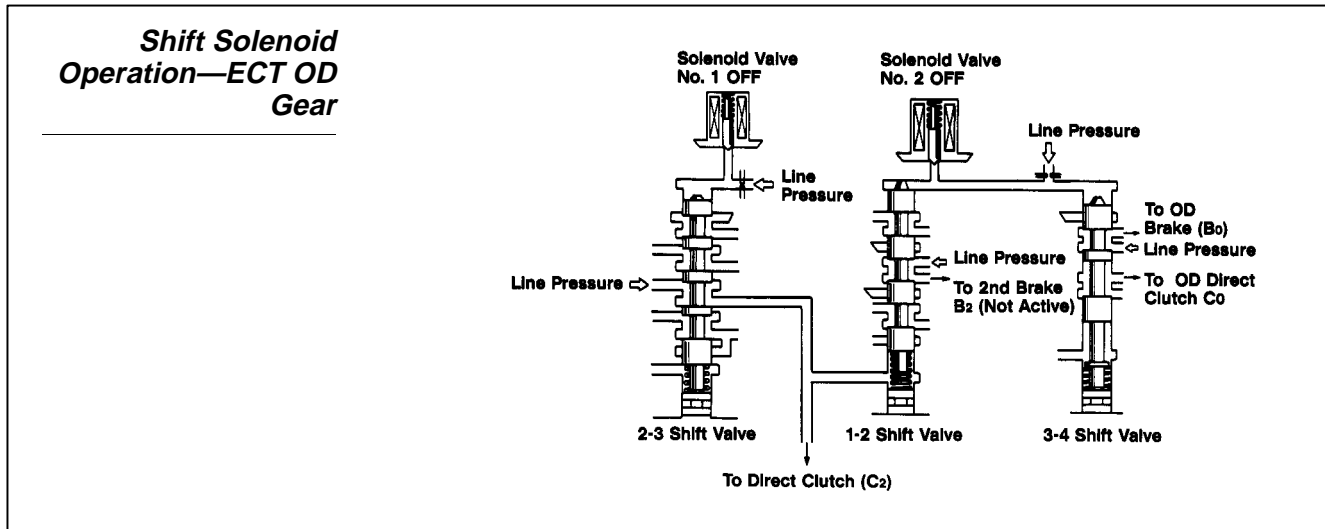 Shift Solenoid
Operation—ECT OD
Gear
Solenoid Valve
No. 1 OFF
Solenoid Valve
No. 2 OFF
Line Pressure
Line
Pressure
To OD
Brake (B0)
Line Pressure
Line Pressure
Line Pressure
To 2nd Brake
B2 (Not Active)
To OD Direct
Clutch C0
2-3 Shift Valve
1-2 Shift Valve
3-4 Shift Valve
To Direct Clutch (C2)